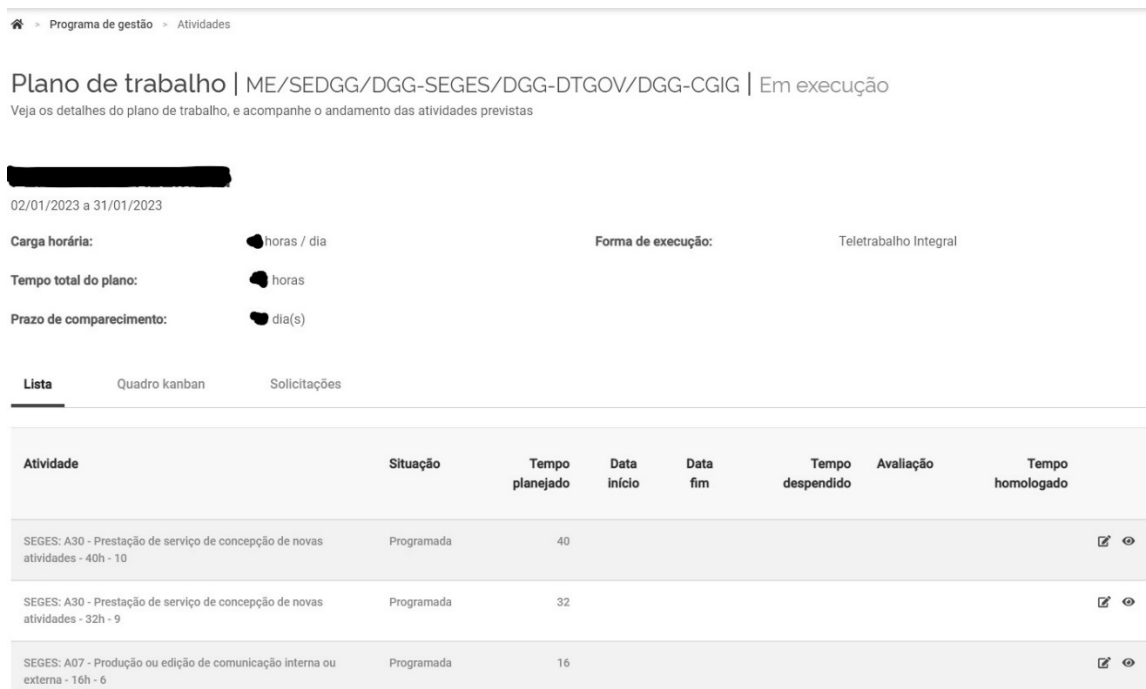 > Programa de gestão > Atividades
Plano de trabalho | ME/SEDGG/DGG-SEGES/DGG-DTGOV/DGG-CGIG | Em execução
Veja os detalhes do plano de trabalho, e acompanhe o andamento das atividades previstas
02/01/2023 a 31/01/2023
Carga horária: horas / dia Forma de execução: Teletrabalho Integral
Tempo total do plano: horas
Prazo de comparecimento: dia(s)
Lista Quadro kanban Solicitações
Atividade Situação Tempo planejado Data início Data fim Tempo despendido Avaliação Tempo homologado
SEGES: A30 - Prestação de serviço de concepção de novas Programada 40
atividades - 40h - 10
SEGES: A30 - Prestação de serviço de concepção de novas Programada 32
atividades - 32h - 9
SEGES: A07 - Produção ou edição de comunicação interna ou Programada 16
externa - 16h - 6